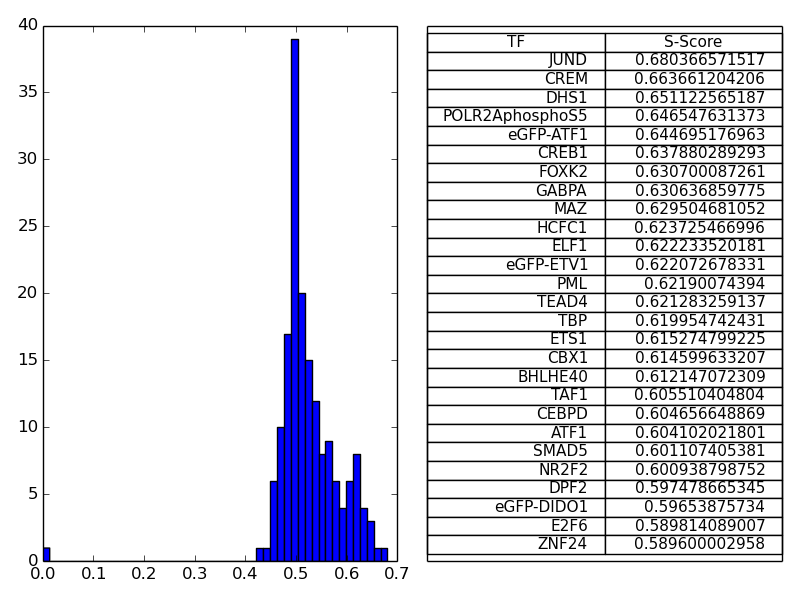 40
35
30
25
20
15
10
5
0
0.0 0.1 0.2 0.3 0.4 0.5 0.6 0.7
TF S-Score
JUND 0.680366571517
CREM 0.663661204206
DHS1 0.651122565187
POLR2AphosphoS5 0.646547631373
eGFP-ATF1 0.644695176963
CREB1 0.637880289293
FOXK2 0.630700087261
GABPA 0.630636859775
MAZ 0.629504681052
HCFC1 0.623725466996
ELF1 0.622233520181
eGFP-ETV1 0.622072678331
PML 0.62190074394
TEAD4 0.621283259137
TBP 0.619954742431
ETS1 0.615274799225
CBX1 0.614599633207
BHLHE40 0.612147072309
TAF1 0.605510404804
CEBPD 0.604656648869
ATF1 0.604102021801
SMAD5 0.601107405381
NR2F2 0.600938798752
DPF2 0.597478665345
eGFP-DIDO1 0.59653875734
E2F6 0.589814089007
ZNF24 0.589600002958